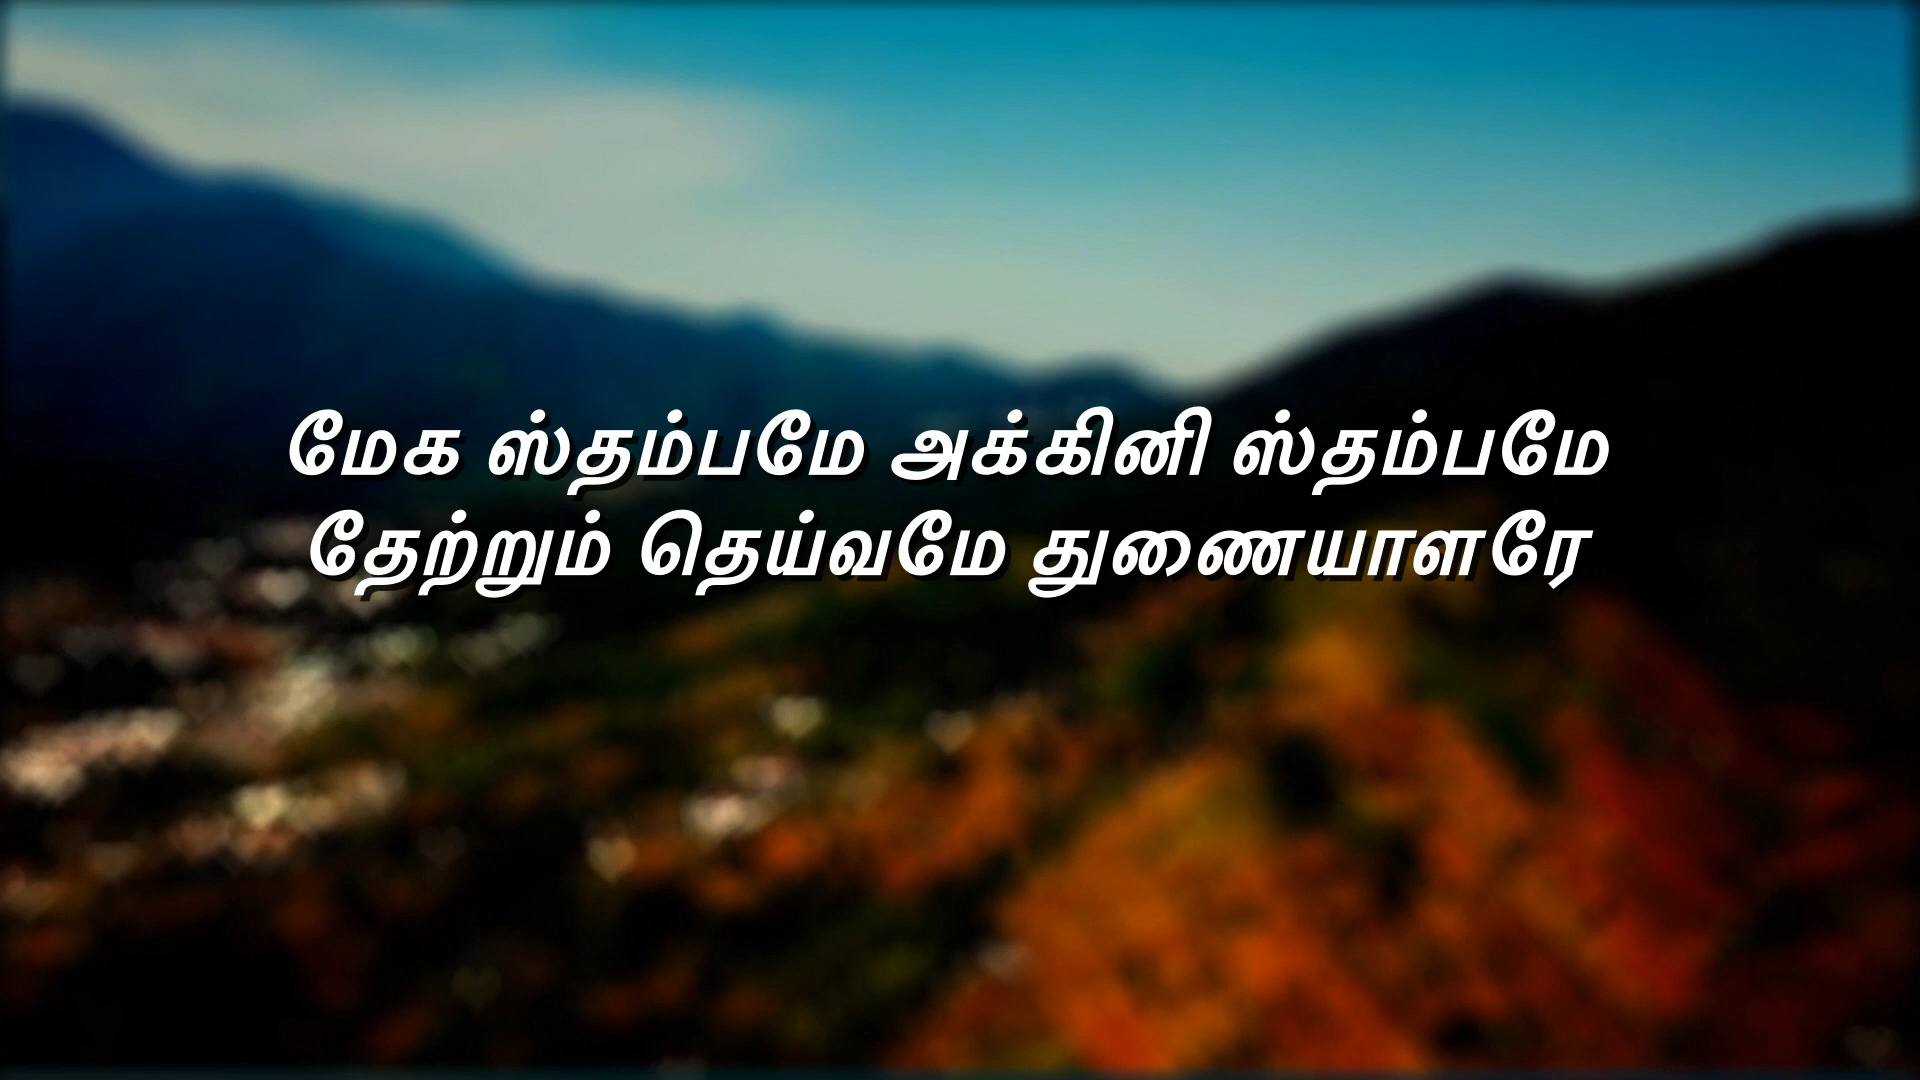 மேக ஸ்தம்பமே அக்கினி ஸ்தம்பமே
தேற்றும் தெய்வமே துணையாளரே